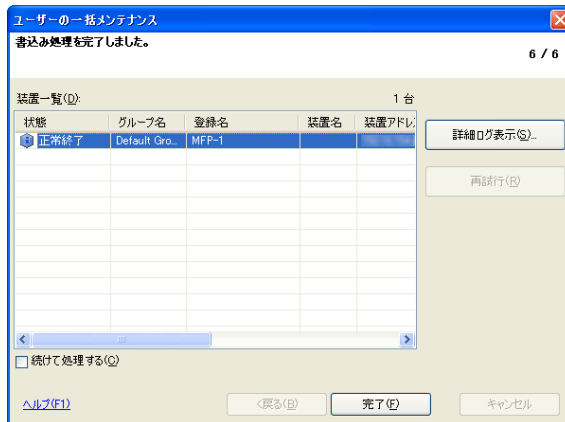 ユーザーの一括メンテナンス
書込み処理を完了しました。
6 / 6
装置一覧(D): 1 台
状態 グループ名 登録名 装置名 装置アドレ
正常終了 Default Gro... MFP-1
詳細ログ表示(S)...
再試行(R)
続けて処理する(C)
ヘルプ(F1) <戻る(B) 完了(F) キャンセル